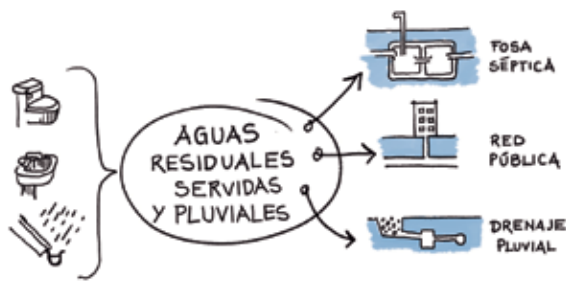 AGUAS
RESIDUALES
SERVIDAS
Y PLUVIALES
FOSA
SÉPTICA
RED
PÚBLICA
DRENAJE
PLUVIAL